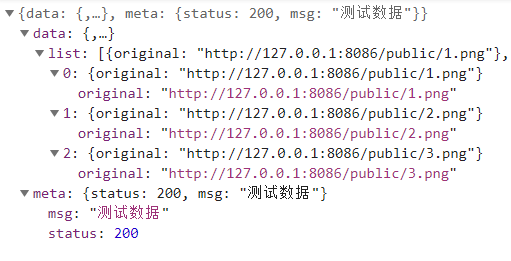 {data: {,…}, meta: {status: 200, msg: "测试数据"}}
data: {,…}
list: [{original: "http://127.0.0.1:8086/public/1.png"},
0: {original: "http://127.0.0.1:8086/public/1.png"}
original: "http://127.0.0.1:8086/public/1.png"
1: {original: "http://127.0.0.1:8086/public/2.png"}
original: "http://127.0.0.1:8086/public/2.png"
2: {original: "http://127.0.0.1:8086/public/3.png"}
original: "http://127.0.0.1:8086/public/3.png"
meta: {status: 200, msg: "测试数据"}
msg: "测试数据"
status: 200